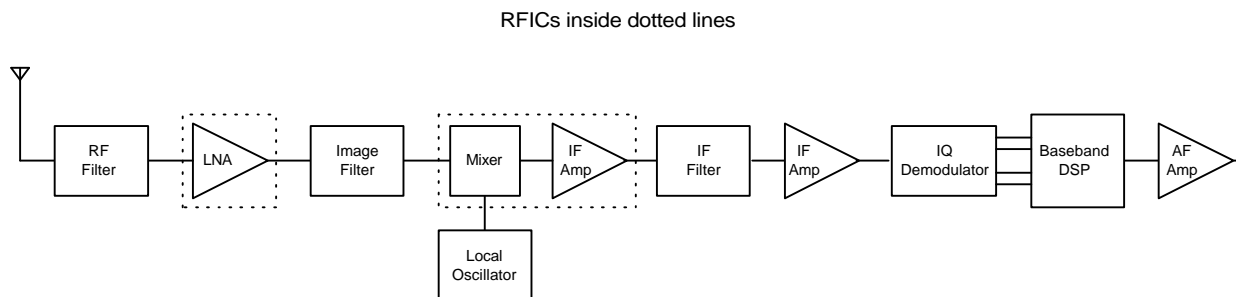 RFICs inside dotted lines
RF
Filter
LNA
Image
Filter
Mixer
IF
Amp
IF
Filter
IF
Amp
IQ
Demodulator
Baseband
DSP
AF
Amp
Local
Oscillator